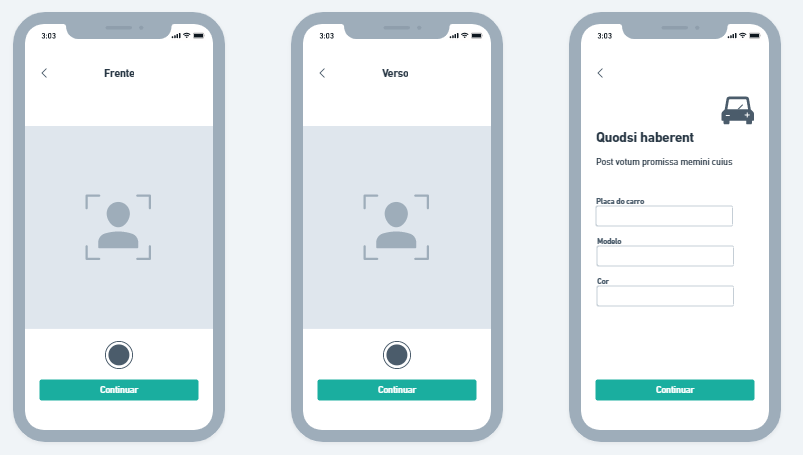 3:03
Frente
Continuar
3:03
Verso
Continuar
3:03
Quodsi haberent
Post votum promissa memini cuius
Placa do carro
Modelo
Cor
Continuar